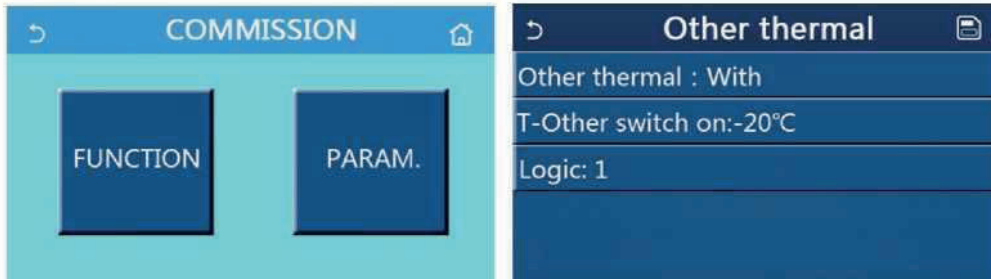 COMMISSION
FUNCTION
PARAM.
Other thermal
Other thermal : With
T-Other switch on:-20℃
Logic: 1